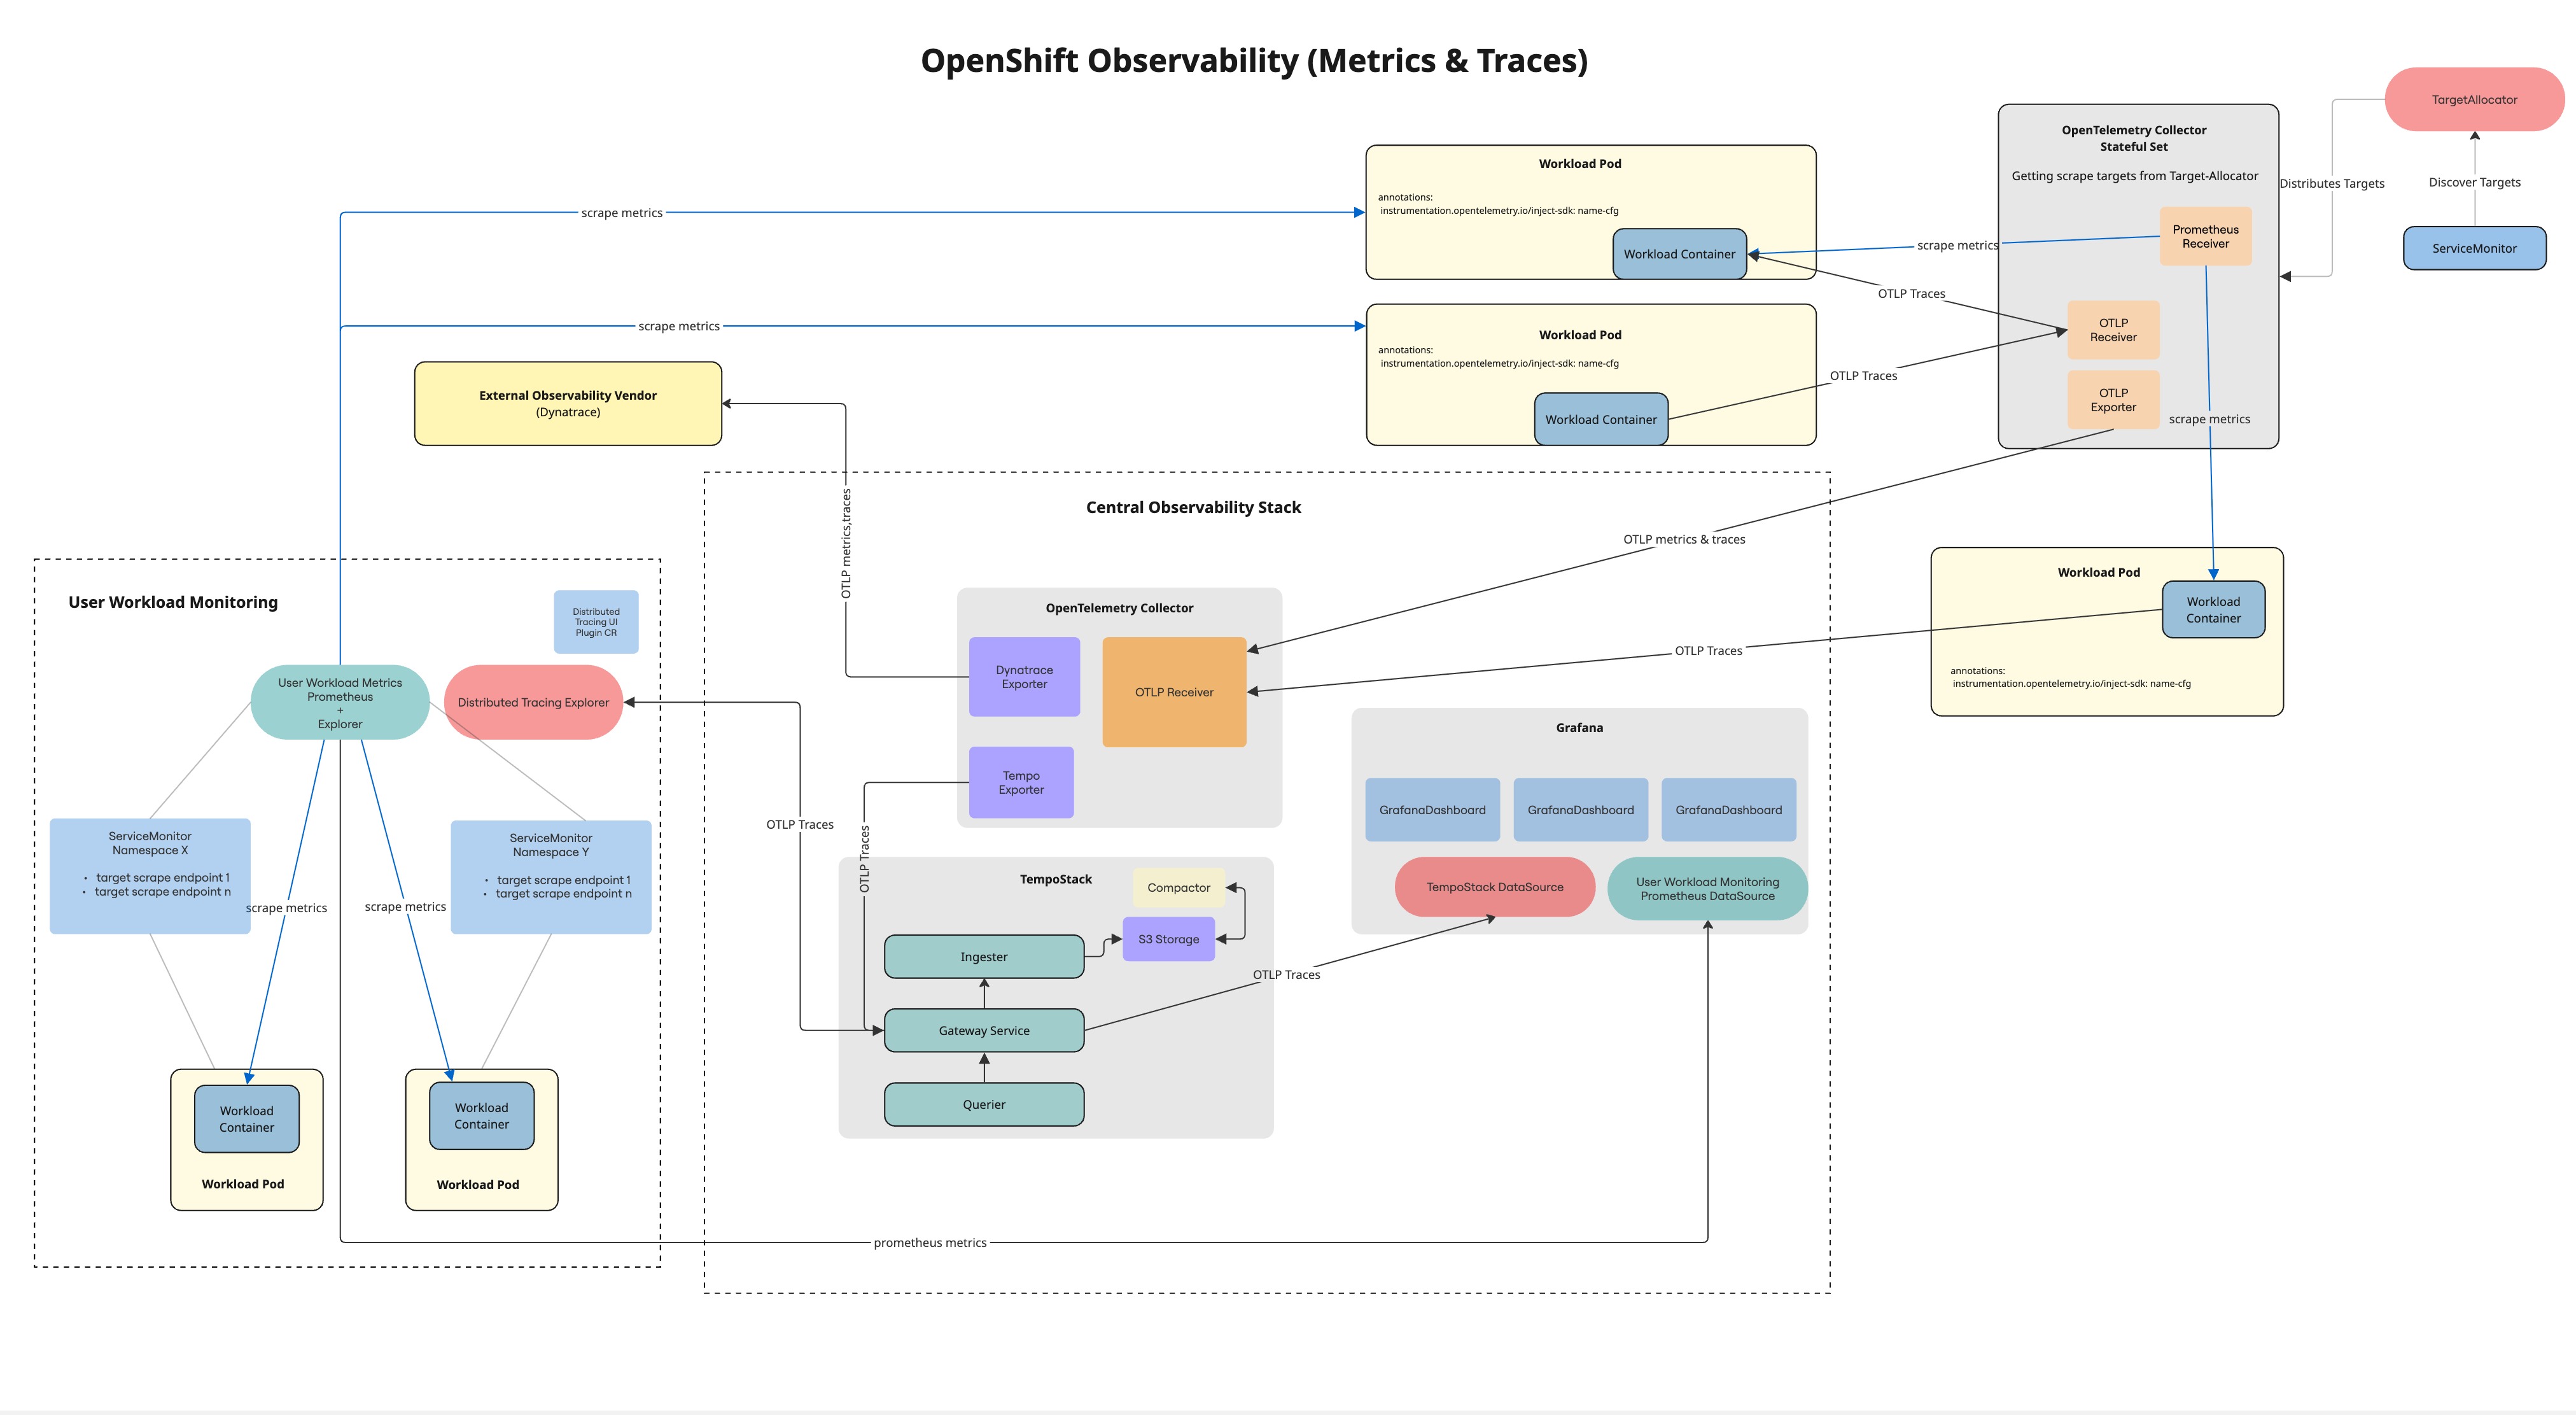 OpenShift Observability (Metrics & Traces)
TargetAllocator
Discover Targets
ServiceMonitor
Distributes Targets
OpenTelemetry Collector
Stateful Set
Getting scrape targets from Target-Allocator
Prometheus
Receiver
OTLP
Receiver
OTLP
Exporter
scrape metrics
scrape metrics
OTLP Traces
OTLP Traces
Workload Pod
annotations:
instrumentation.opentelemetry.io/inject-sdk: name-cfg
Workload Container
scrape metrics
Workload Pod
annotations:
instrumentation.opentelemetry.io/inject-sdk: name-cfg
Workload Container
scrape metrics
External Observability Vendor
(Dynatrace)
OTLP metrics,traces
Central Observability Stack
OTLP metrics & traces
Workload Pod
Workload
Container
annotations:
instrumentation.opentelemetry.io/inject-sdk: name-cfg
OTLP Traces
OpenTelemetry Collector
Dynatrace
Exporter
OTLP Receiver
Tempo
Exporter
OTLP Traces
OTLP Traces
Grafana
GrafanaDashboard
GrafanaDashboard
GrafanaDashboard
TempoStack DataSource
User Workload Monitoring
Prometheus DataSource
TempoStack
Compactor
S3 Storage
Ingester
Gateway Service
Querier
OTLP Traces
User Workload Monitoring
Distributed
Tracing UI
Plugin CR
User Workload Metrics
Prometheus
+
Explorer
Distributed Tracing Explorer
ServiceMonitor
Namespace X
• target scrape endpoint 1
• target scrape endpoint n
scrape metrics
scrape metrics
ServiceMonitor
Namespace Y
• target scrape endpoint 1
• target scrape endpoint n
Workload
Container
Workload Pod
Workload
Container
Workload Pod
prometheus metrics